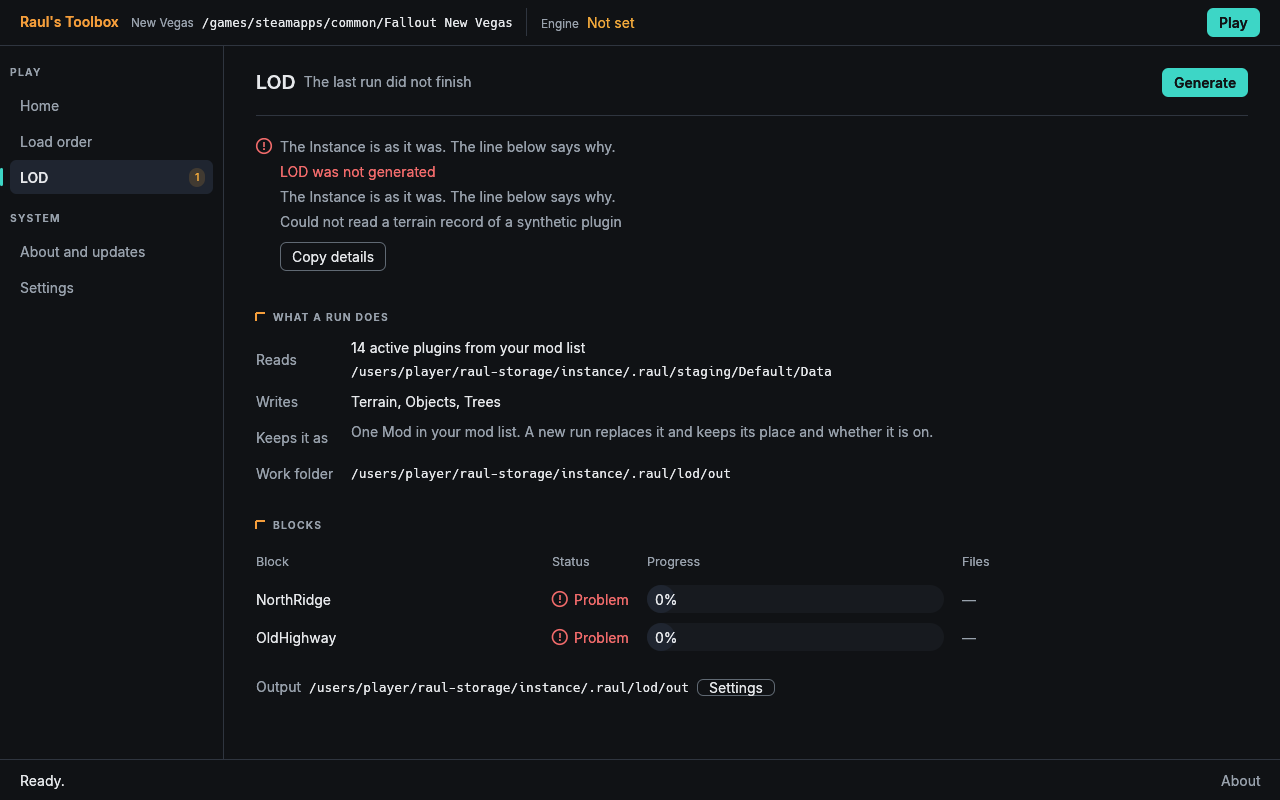 Raul's Toolbox New Vegas /games/steamapps/common/Fallout New Vegas Engine Not set Play
PLAY
Home
Load order
LOD 1
SYSTEM
About and updates
Settings
LOD The last run did not finish Generate
The Instance is as it was. The line below says why.
LOD was not generated
The Instance is as it was. The line below says why.
Could not read a terrain record of a synthetic plugin
Copy details
WHAT A RUN DOES
Reads 14 active plugins from your mod list
/users/player/raul-storage/instance/.raul/staging/Default/Data
Writes Terrain, Objects, Trees
Keeps it as One Mod in your mod list. A new run replaces it and keeps its place and whether it is on.
Work folder /users/player/raul-storage/instance/.raul/lod/out
BLOCKS
Block Status Progress Files
NorthRidge Problem 0% —
OldHighway Problem 0% —
Output /users/player/raul-storage/instance/.raul/lod/out Settings
Ready. About